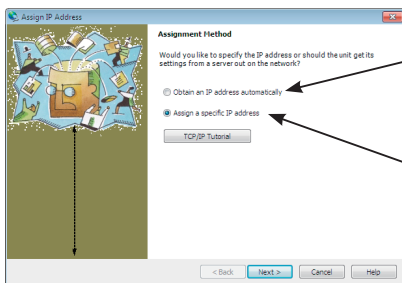 Assign IP Address
Assignment Method
Would you like to specify the IP address or should the unit get its
settings from a server out on the network?
Obtain an IP address automatically
Assign a specific IP address
TCP/IP Tutorial
< Back
Next >
Cancel
Help